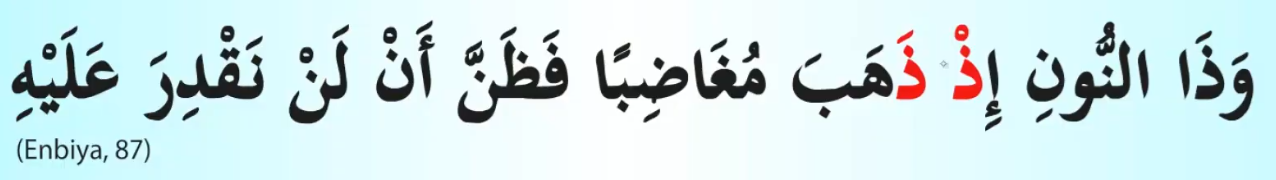 وَذَا النُّونِ إِذْ ذَهَبَ مُغَاضِبًا فَظَنَّ أَنْ لَنْ نَقْدِرَ عَلَيْهِ
(Enbiya, 87)